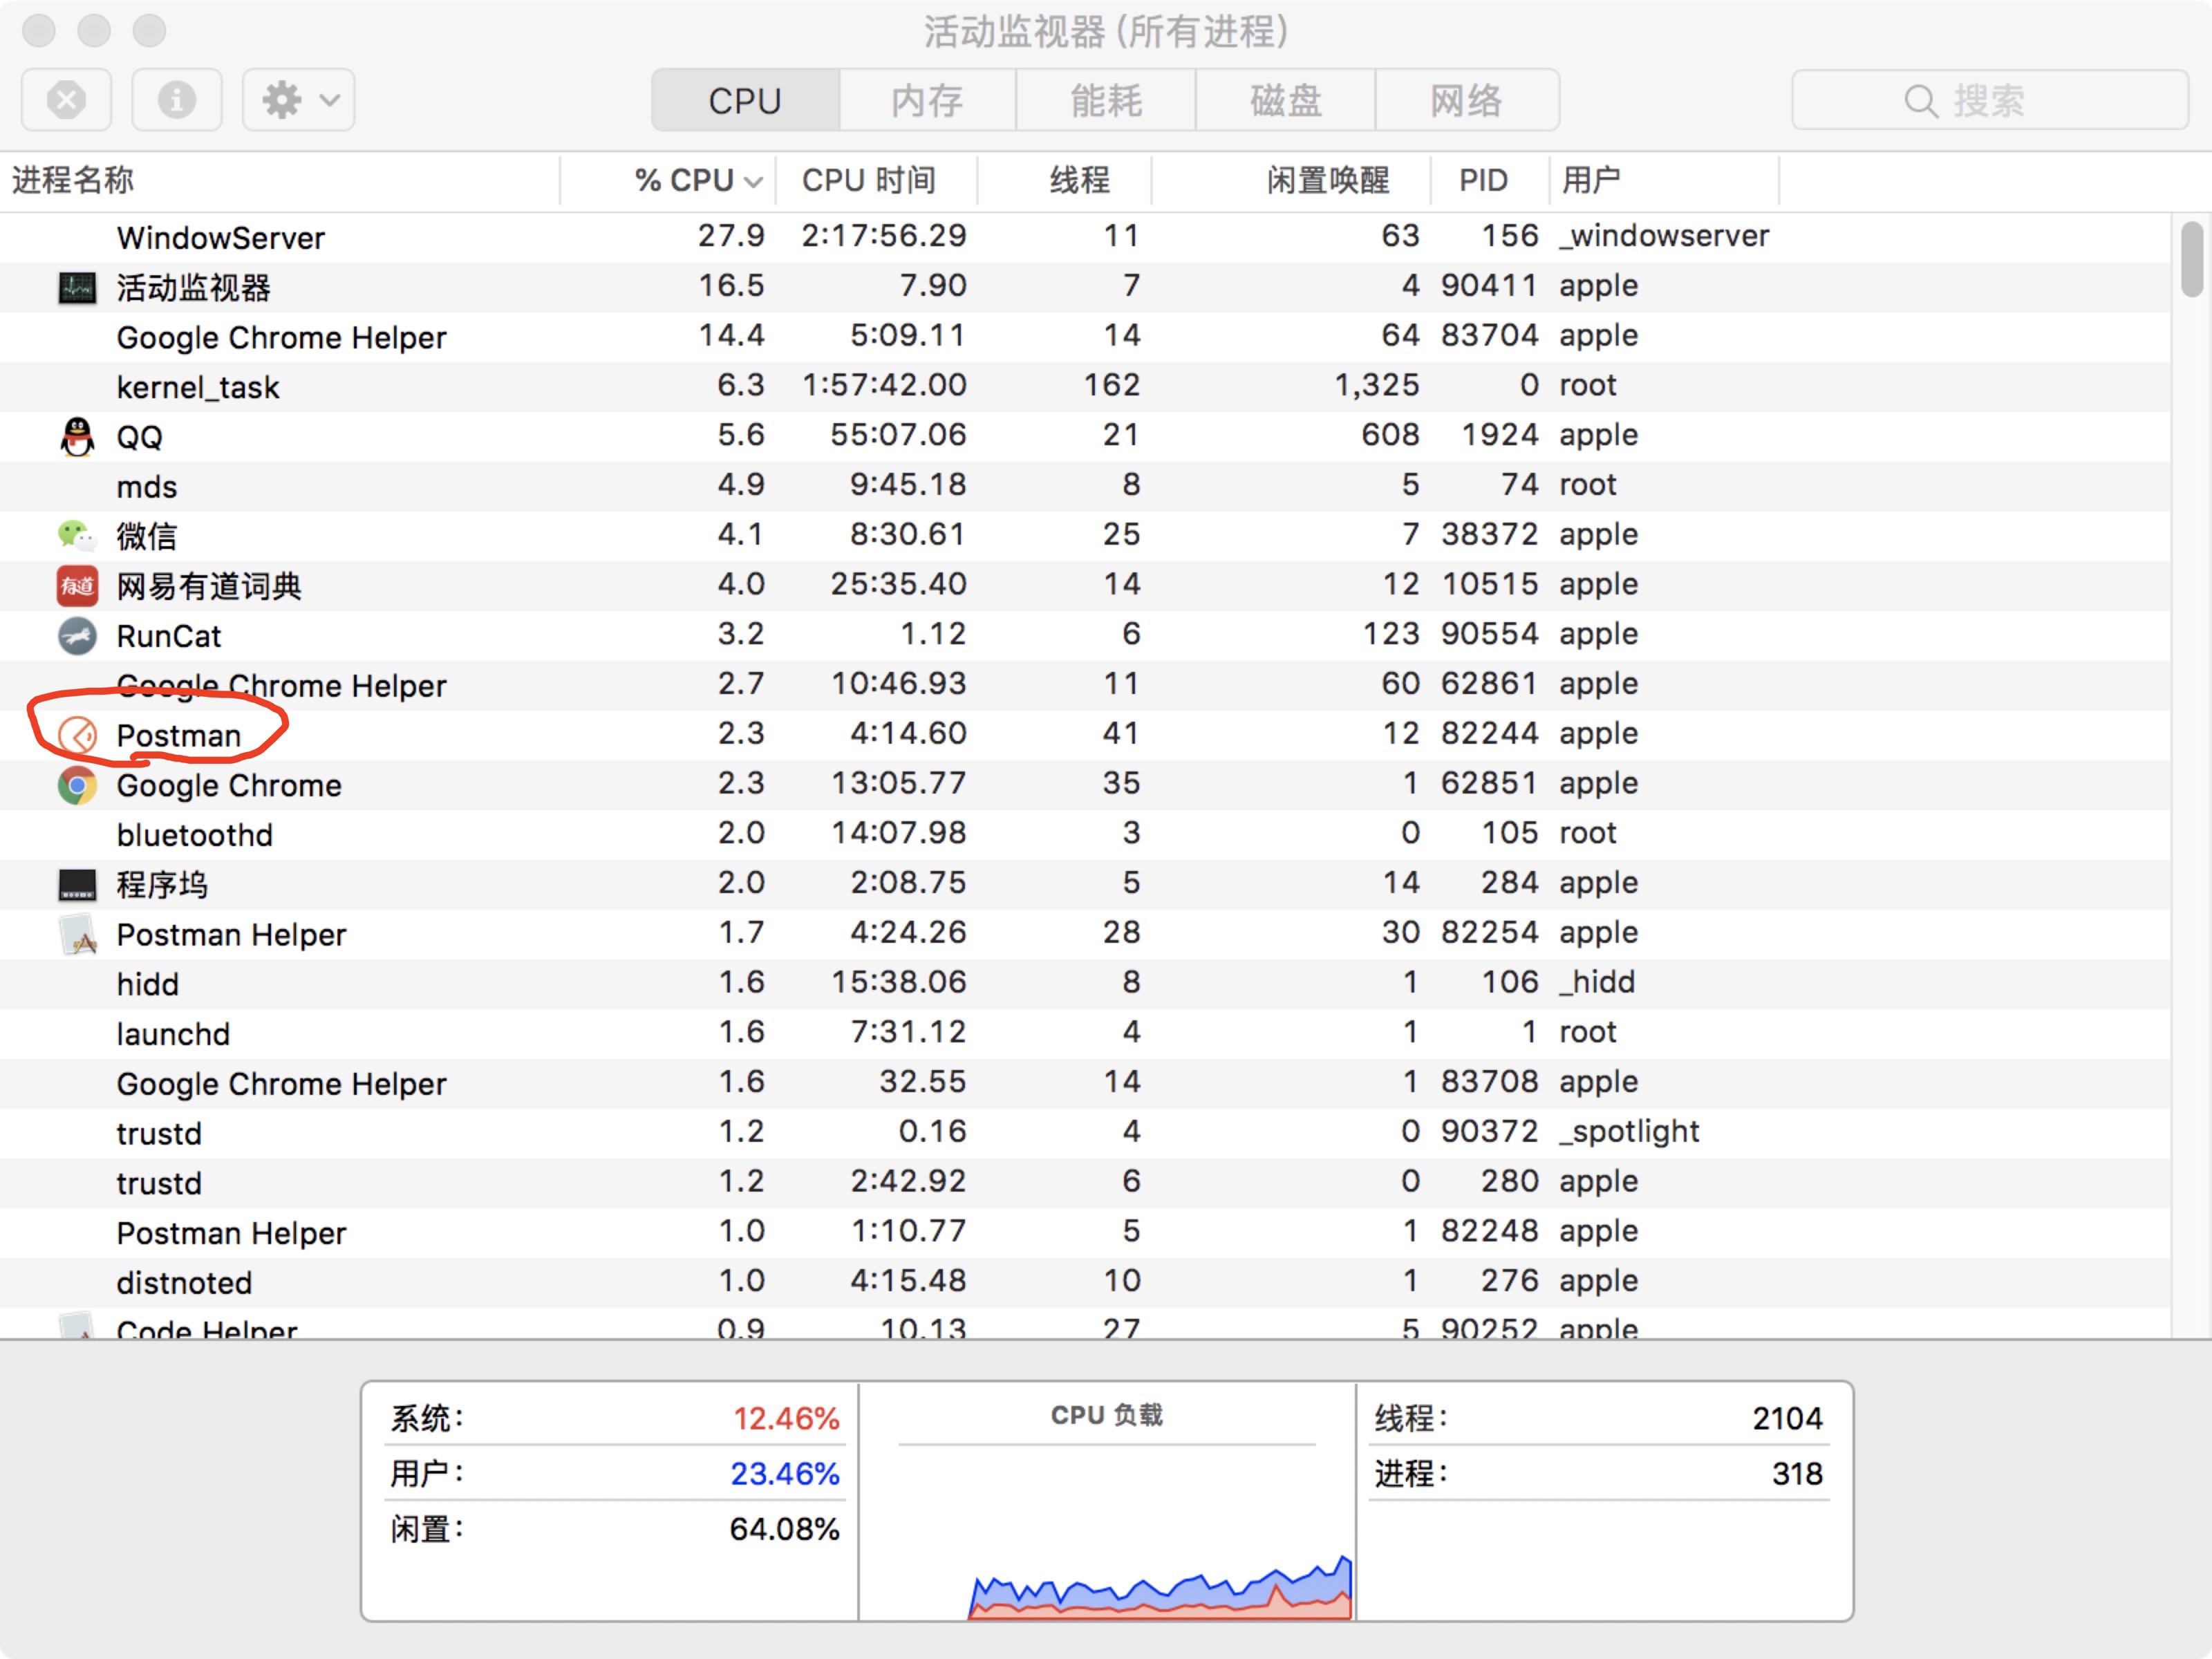 活动监视器 (所有进程)
CPU 内存 能耗 磁盘 网络 搜索
进程名称 % CPU CPU 时间 线程 闲置唤醒 PID 用户
WindowServer 27.9 2:17:56.29 11 63 156 _windowserver
活动监视器 16.5 7.90 7 4 90411 apple
Google Chrome Helper 14.4 5:09.11 14 64 83704 apple
kernel_task 6.3 1:57:42.00 162 1,325 0 root
QQ 5.6 55:07.06 21 608 1924 apple
mds 4.9 9:45.18 8 5 74 root
微信 4.1 8:30.61 25 7 38372 apple
有道 网易有道词典 4.0 25:35.40 14 12 10515 apple
RunCat 3.2 1.12 6 123 90554 apple
Google Chrome Helper 2.7 10:46.93 11 60 62861 apple
Postman 2.3 4:14.60 41 12 82244 apple
Google Chrome 2.3 13:05.77 35 1 62851 apple
bluetoothd 2.0 14:07.98 3 0 105 root
程序坞 2.0 2:08.75 5 14 284 apple
Postman Helper 1.7 4:24.26 28 30 82254 apple
hidd 1.6 15:38.06 8 1 106 _hidd
launchd 1.6 7:31.12 4 1 1 root
Google Chrome Helper 1.6 32.55 14 1 83708 apple
trustd 1.2 0.16 4 0 90372 _spotlight
trustd 1.2 2:42.92 6 0 280 apple
Postman Helper 1.0 1:10.77 5 1 82248 apple
distnoted 1.0 4:15.48 10 1 276 apple
Code Helper 0.9 10.13 27 5 90252 apple
系统: 12.46% CPU 负载 线程: 2104
用户: 23.46% 进程: 318
闲置: 64.08%